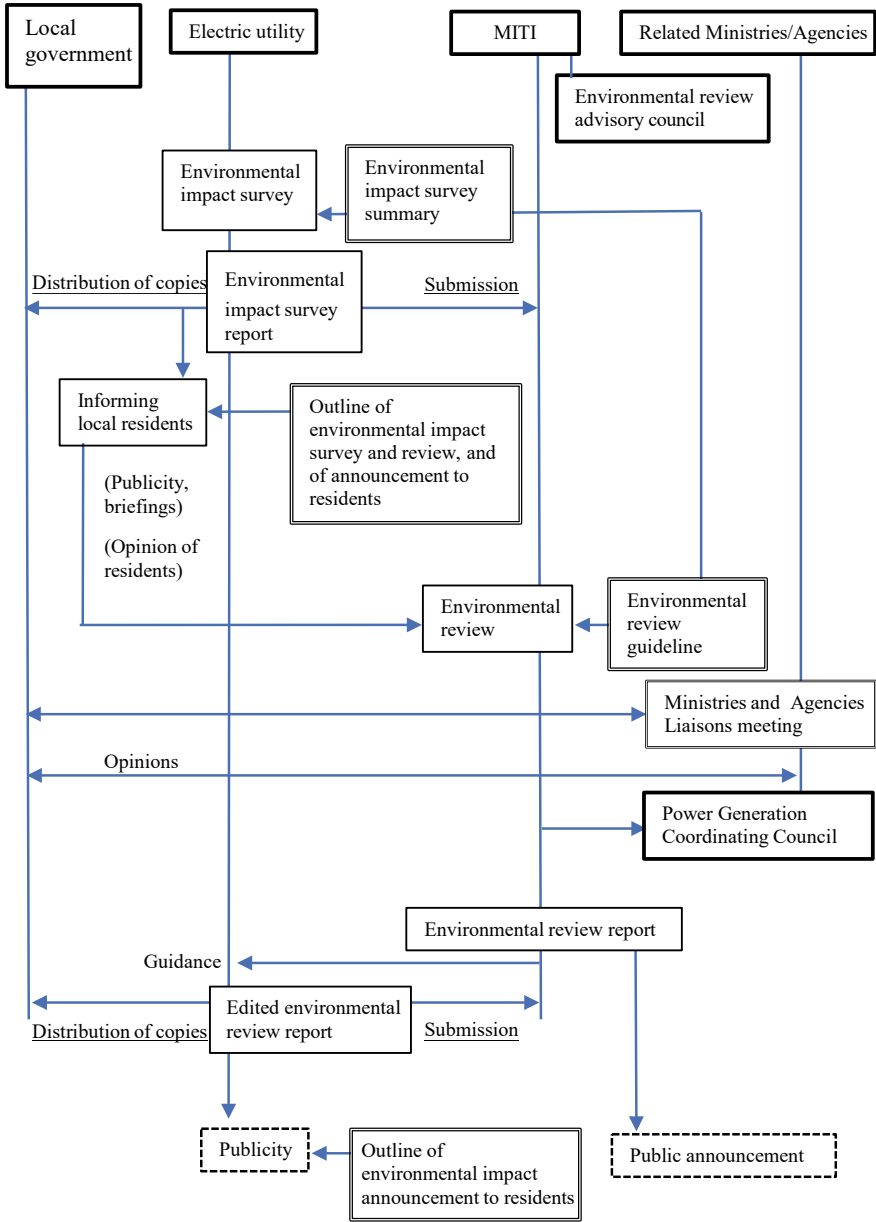 Local
government
Electric utility
MITI
Related Ministries/Agencies
Environmental review
advisory council
Environmental
impact survey
Environmental
impact survey
summary
Distribution of copies
Environmental
impact survey
report
Submission
Informing
local residents
Outline of
environmental impact
survey and review, and
of announcement to
residents
(Publicity,
briefings)
(Opinion of
residents)
Environmental
review
Environmental
review
guideline
Ministries and Agencies
Liaisons meeting
Opinions
Power Generation
Coordinating Council
Environmental review report
Guidance
Edited environmental
review report
Distribution of copies
Submission
Publicity
Outline of
environmental impact
announcement to residents
Public announcement